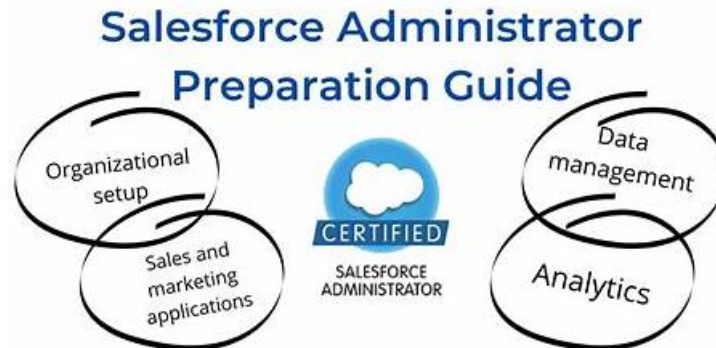 Salesforce Administrator
Preparation Guide
Organizational
setup
Sales and
marketing
applications
CERTIFIED
SALESFORCE
ADMINISTRATOR
Data
management
Analytics